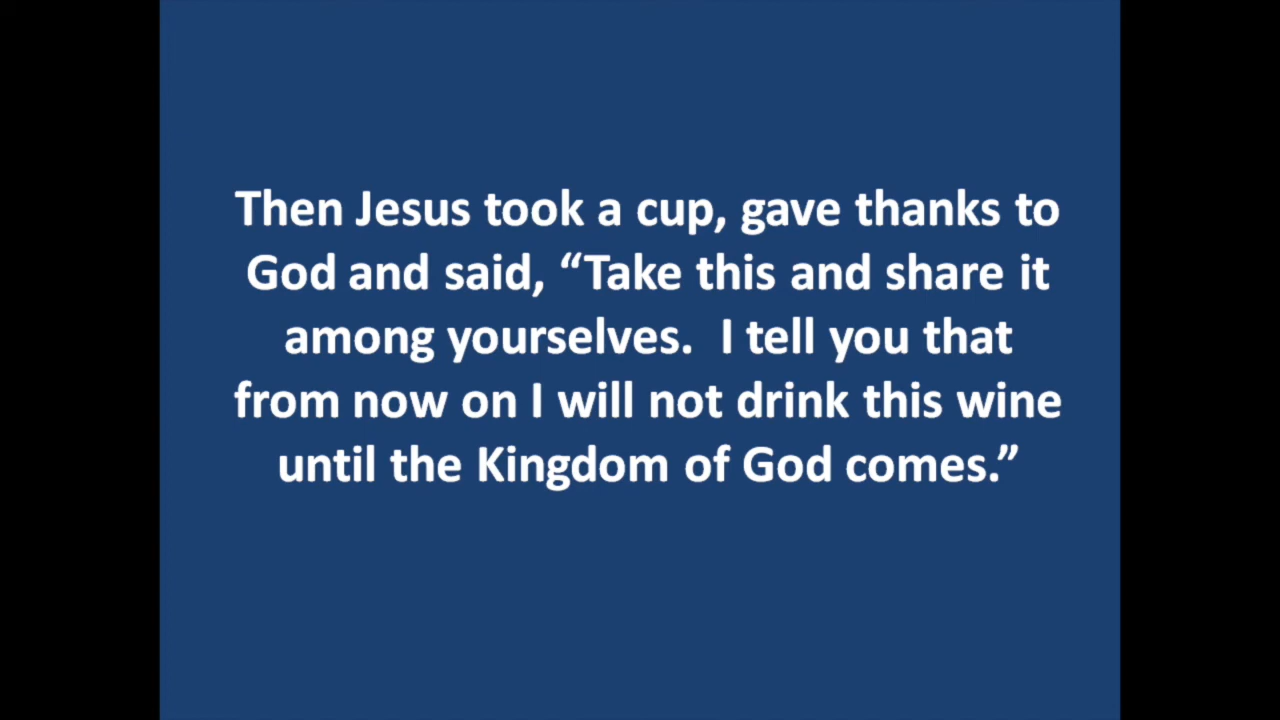 Then Jesus took a cup, gave thanks to
God and said, “Take this and share it
among yourselves.  I tell you that
from now on I will not drink this wine
until the Kingdom of God comes.”